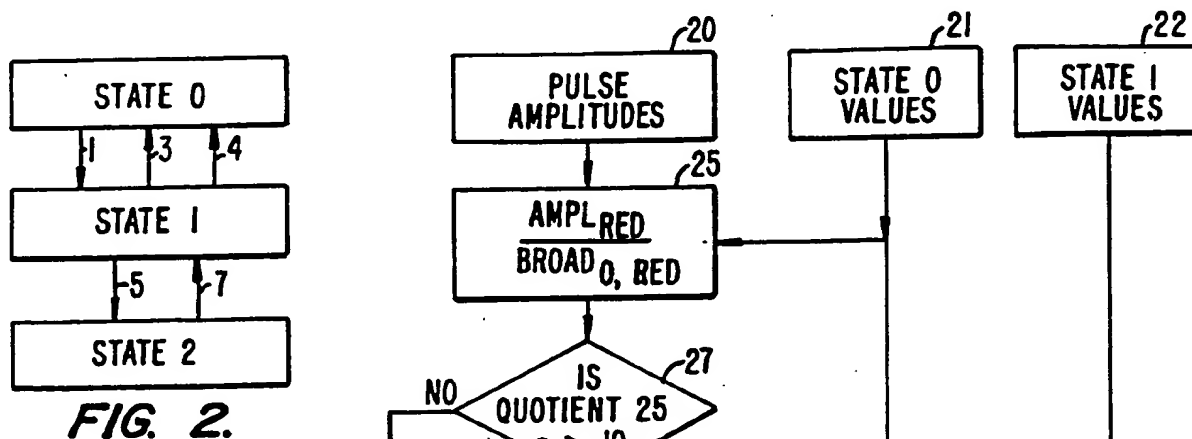 STATE 0
1
3
4
STATE 1
5
7
STATE 2
FIG. 2.
20
PULSE
AMPLITUDES
21
STATE 0
VALUES
22
STATE 1
VALUES
25
AMPL RED
BROAD 0, RED
27
NO
IS
QUOTIENT 25